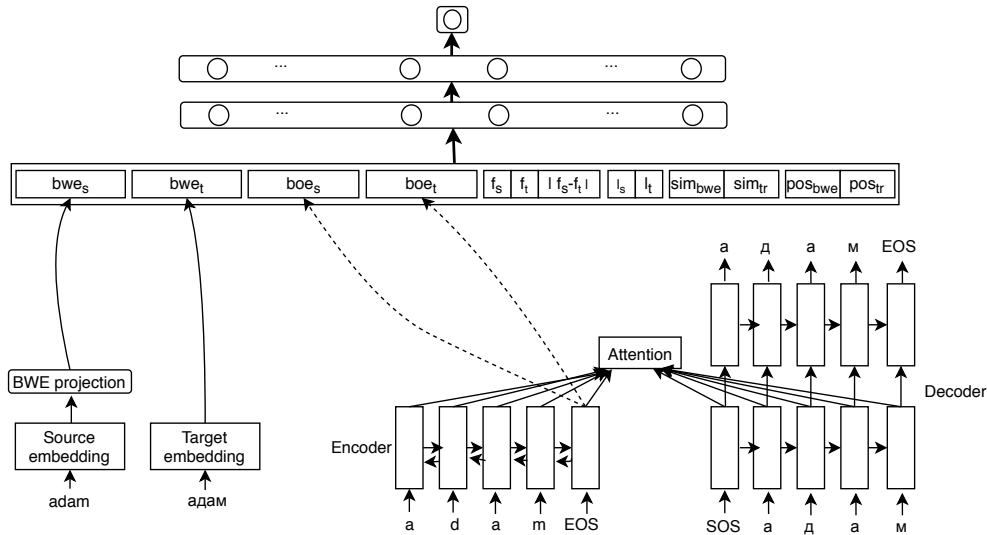 ... ...
... ...
bwe_s bwe_t boe_s boe_t f_s f_t | f_s-f_t | l_s l_t sim_bwe sim_tr pos_bwe pos_tr
а д а м EOS
Attention
BWE projection
Decoder
Source embedding
Target embedding
Encoder
adam
адам
a d a m EOS
SOS а д а м